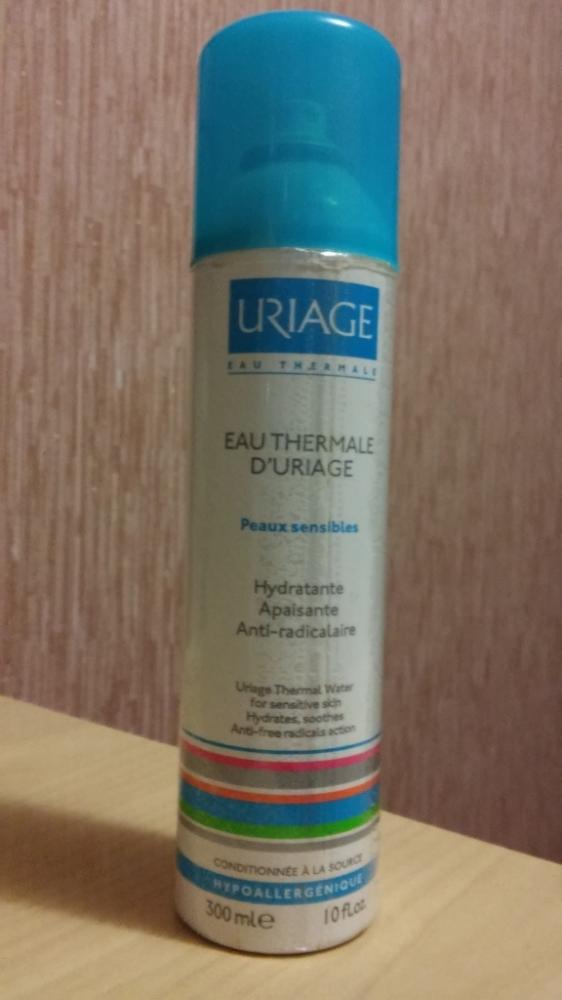 URIAGE
EAU THERMALE
EAU THERMALE
D'URIAGE
Peaux sensibles
Hydratante
Apaisante
Anti-radicalaire
Uriage Thermal Water
for sensitive skin
Hydrates, soothes
Anti-free radicals action
CONDITIONNÉE À LA SOURCE
HYPOALLERGÉNIQUE
300 ml e 10 fl.oz.